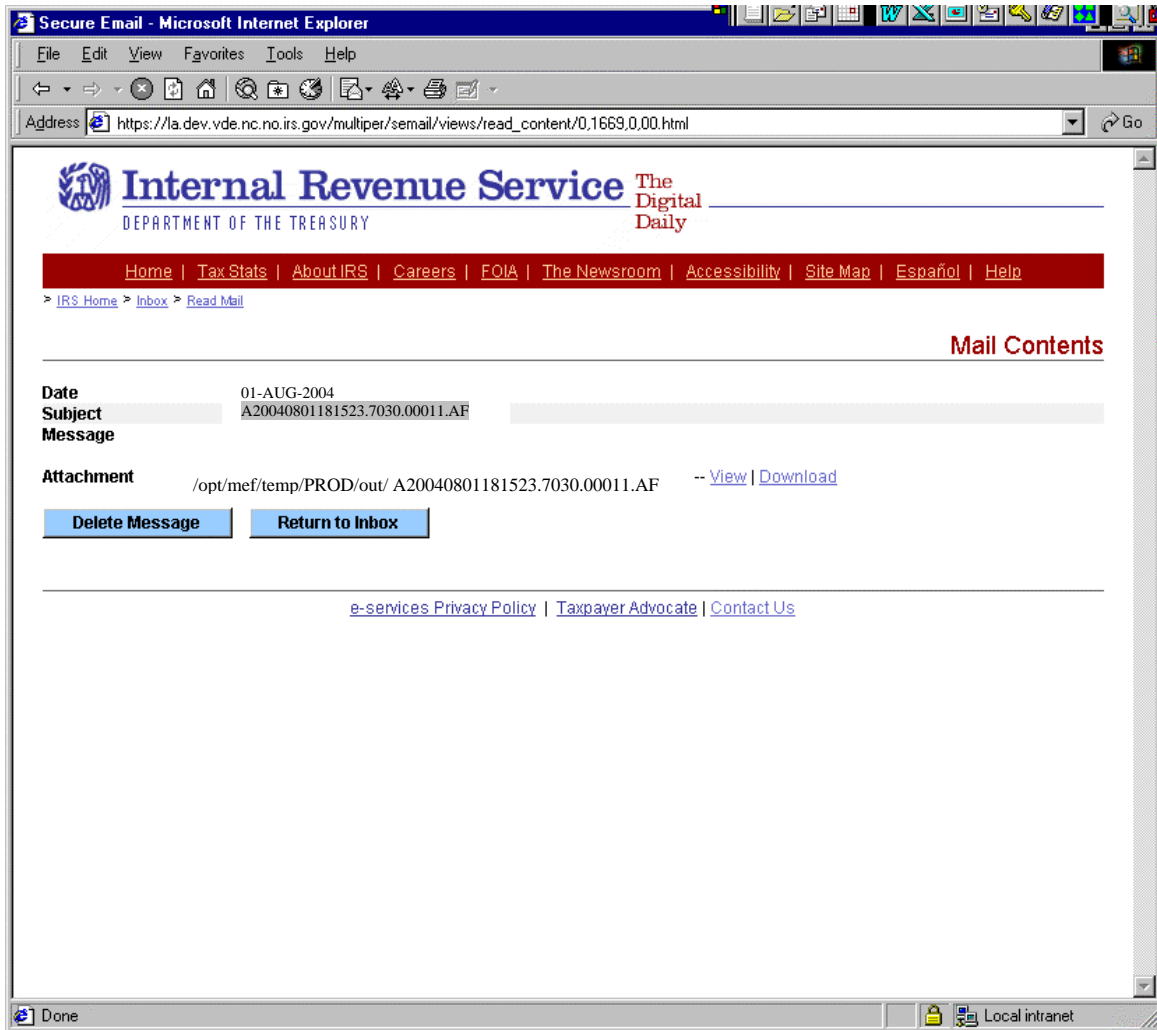 Secure Email - Microsoft Internet Explorer
File Edit View Favorites Tools Help
Address https://la.dev.vde.nc.no.irs.gov/multiper/semail/views/read_content/0,1669,0,00.html Go
Internal Revenue Service The
Digital
DEPARTMENT OF THE TREASURY Daily
Home | Tax Stats | About IRS | Careers | FOIA | The Newsroom | Accessibility | Site Map | Español | Help
> IRS Home > Inbox > Read Mail
Mail Contents
Date 01-AUG-2004
Subject A20040801181523.7030.00011.AF
Message
Attachment /opt/mef/temp/PROD/out/ A20040801181523.7030.00011.AF -- View | Download
Delete Message Return to Inbox
e-services Privacy Policy | Taxpayer Advocate | Contact Us
Done Local intranet